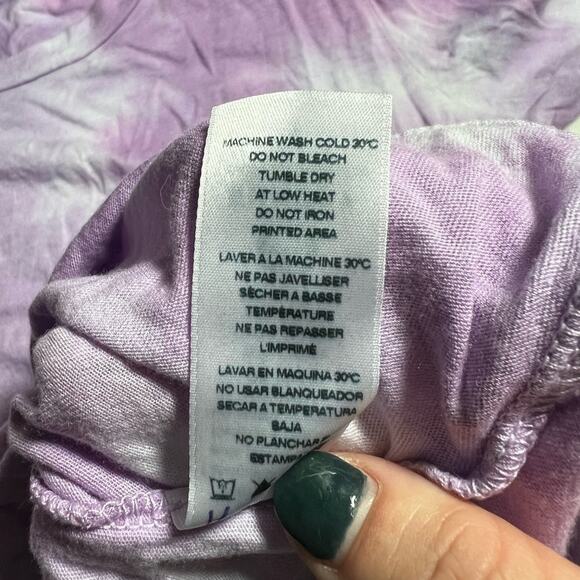 MACHINE WASH COLD 30°C
DO NOT BLEACH
TUMBLE DRY
AT LOW HEAT
DO NOT IRON
PRINTED AREA
LAVER A LA MACHINE 30°C
NE PAS JAVELLISER
SÉCHER A BASSE
TEMPÉRATURE
NE PAS REPASSER
L'IMPRIMÉ
LAVAR EN MAQUINA 30°C
NO USAR BLANQUEADOR
SECAR A TEMPERATURA
BAJA
NO PLANCHAR